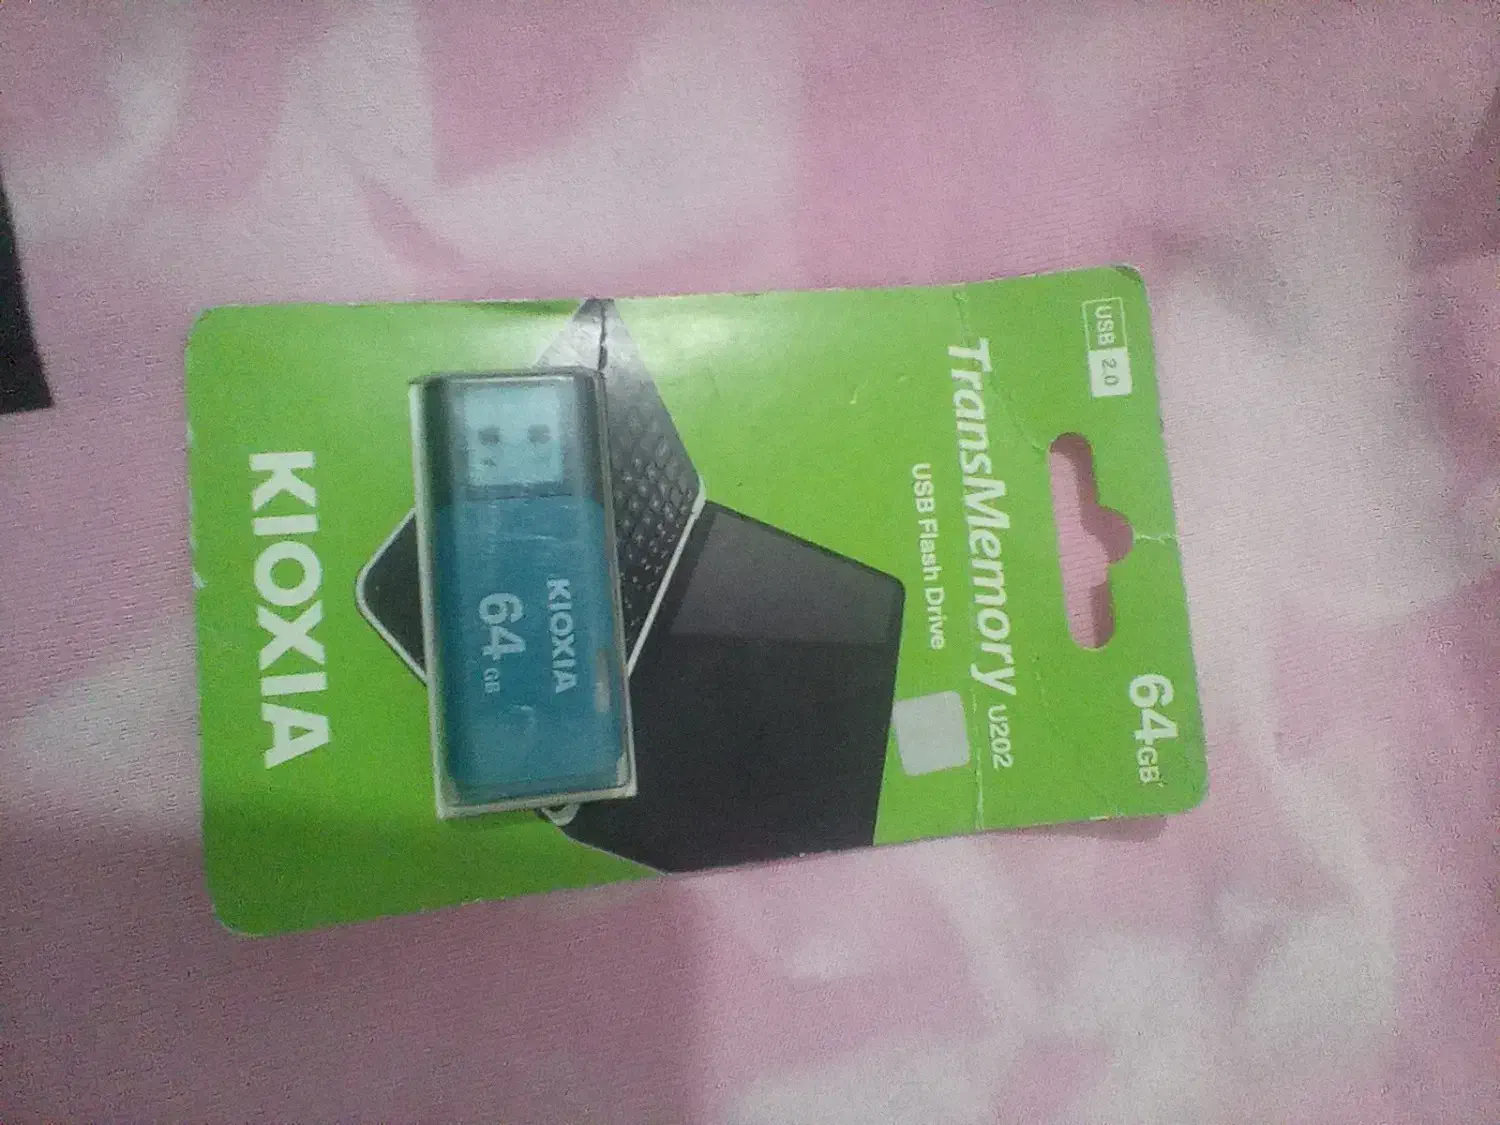 USB 2.0
64GB
TransMemory U202
USB Flash Drive
KIOXIA
64 GB
KIOXIA